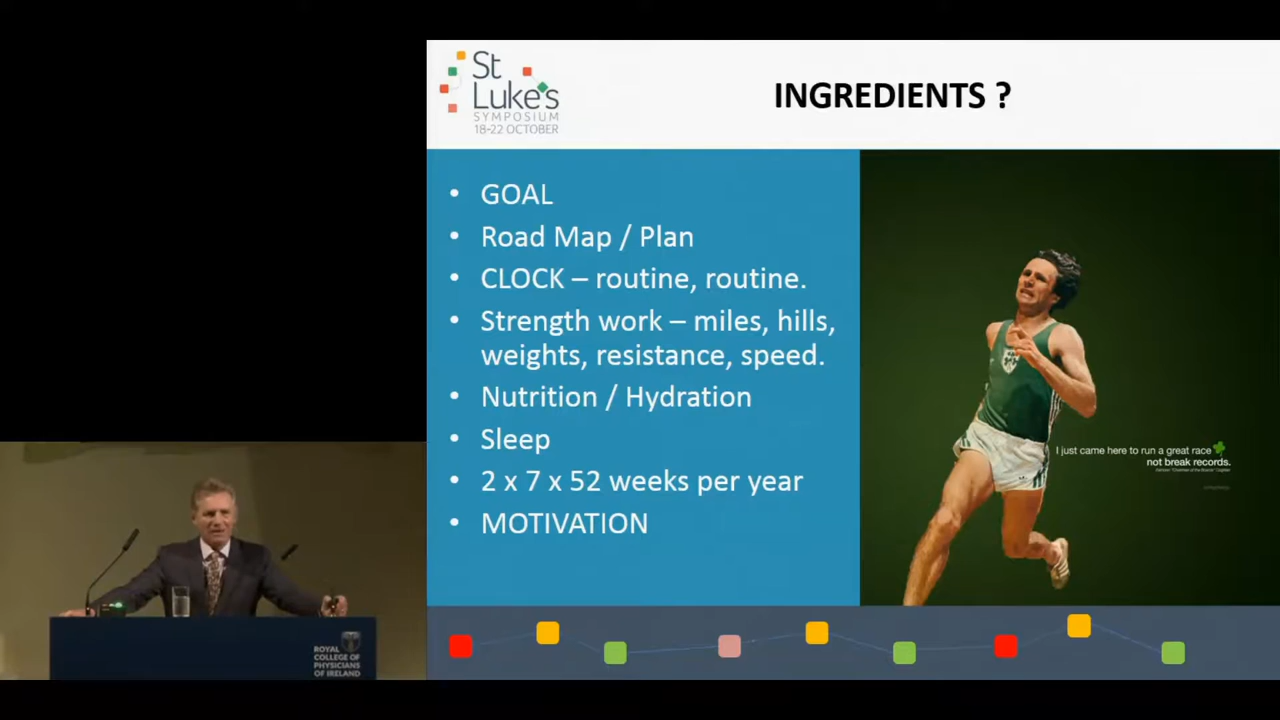 St
Luke's
SYMPOSIUM
18-22 OCTOBER
INGREDIENTS ?
• GOAL
• Road Map / Plan
• CLOCK – routine, routine.
• Strength work – miles, hills,
weights, resistance, speed.
• Nutrition / Hydration
• Sleep
• 2 x 7 x 52 weeks per year
• MOTIVATION
I just came here to run a great race
not break records.
ROYAL
COLLEGE OF
PHYSICIANS
OF IRELAND